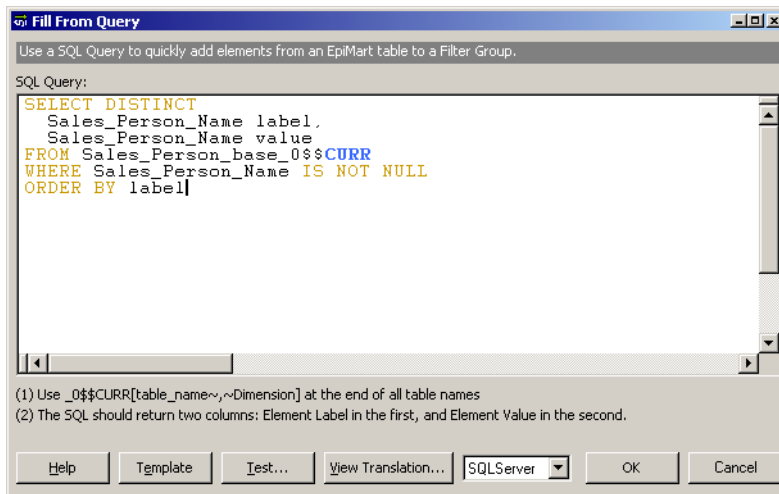 Fill From Query
Use a SQL Query to quickly add elements from an EpiMart table to a Filter Group.
SQL Query:
SELECT DISTINCT
Sales_Person_Name label,
Sales_Person_Name value
FROM Sales_Person_base_0$$CURR
WHERE Sales_Person_Name IS NOT NULL
ORDER BY label
(1) Use _0$$CURR[table_name~,~Dimension] at the end of all table names
(2) The SQL should return two columns: Element Label in the first, and Element Value in the second.
Help Template Test... View Translation... SQLServer OK Cancel